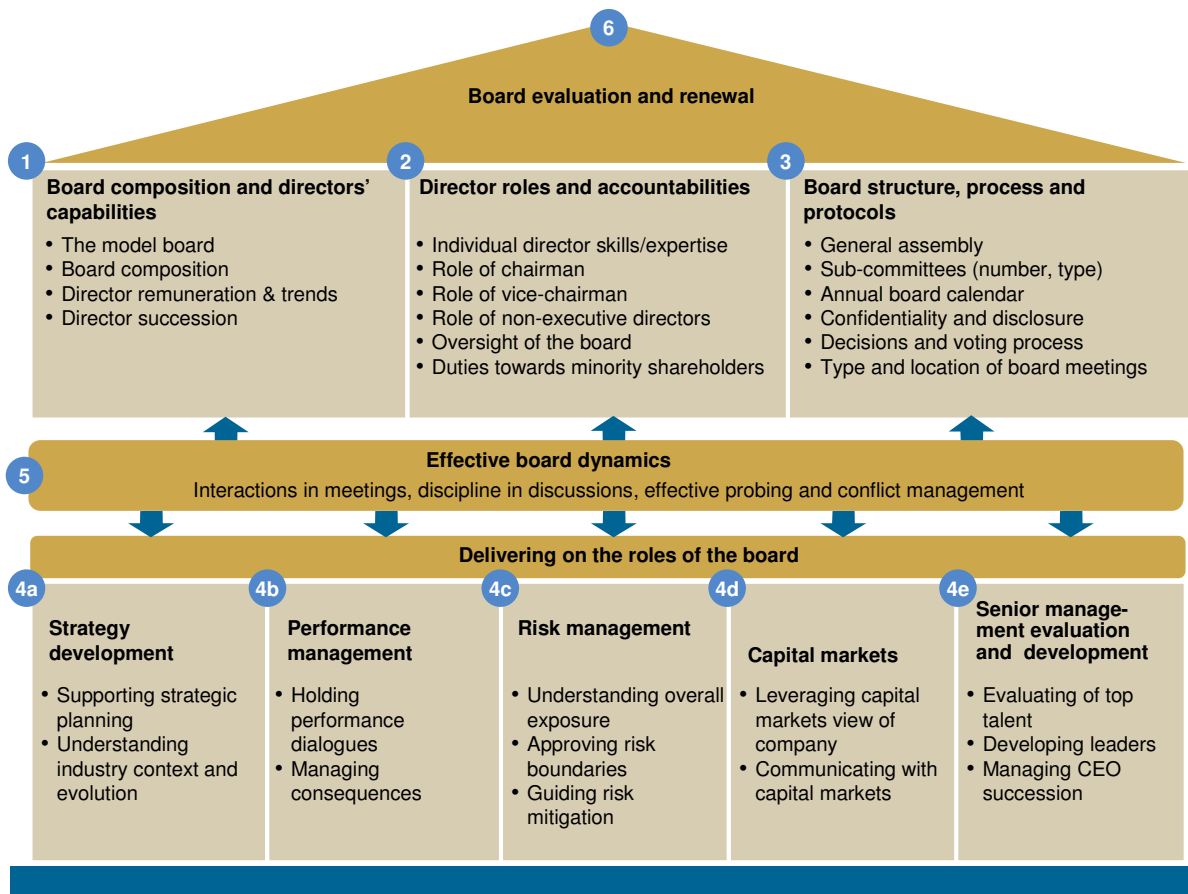 6
Board evaluation and renewal
1
Board composition and directors'
capabilities
• The model board
• Board composition
• Director remuneration & trends
• Director succession
2
Director roles and accountabilities
• Individual director skills/expertise
• Role of chairman
• Role of vice-chairman
• Role of non-executive directors
• Oversight of the board
• Duties towards minority shareholders
3
Board structure, process and
protocols
• General assembly
• Sub-committees (number, type)
• Annual board calendar
• Confidentiality and disclosure
• Decisions and voting process
• Type and location of board meetings
5
Effective board dynamics
Interactions in meetings, discipline in discussions, effective probing and conflict management
Delivering on the roles of the board
4a
Strategy
development
• Supporting strategic
planning
• Understanding
industry context and
evolution
4b
Performance
management
• Holding
performance
dialogues
• Managing
consequences
4c
Risk management
• Understanding overall
exposure
• Approving risk
boundaries
• Guiding risk
mitigation
4d
Capital markets
• Leveraging capital
markets view of
company
• Communicating with
capital markets
4e
Senior manage-
ment evaluation
and development
• Evaluating of top
talent
• Developing leaders
• Managing CEO
succession